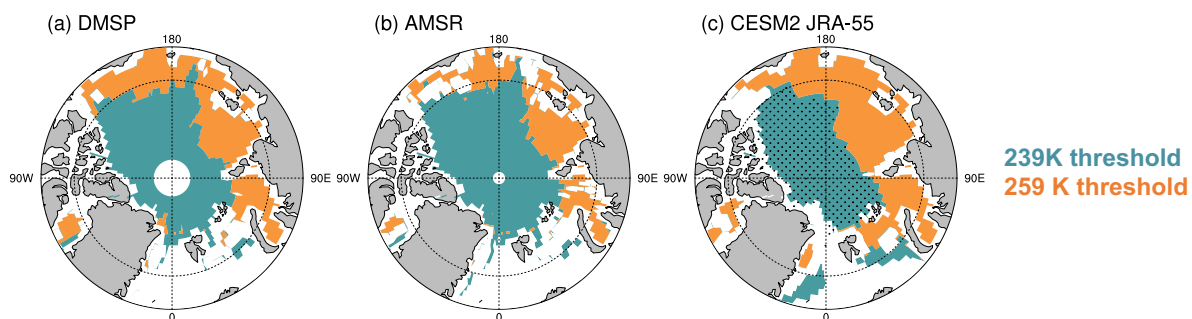 (a) DMSP
(b) AMSR
(c) CESM2 JRA-55
180
180
180
90W
90E
90W
90E
90W
90E
239K threshold
259 K threshold
0
0
0